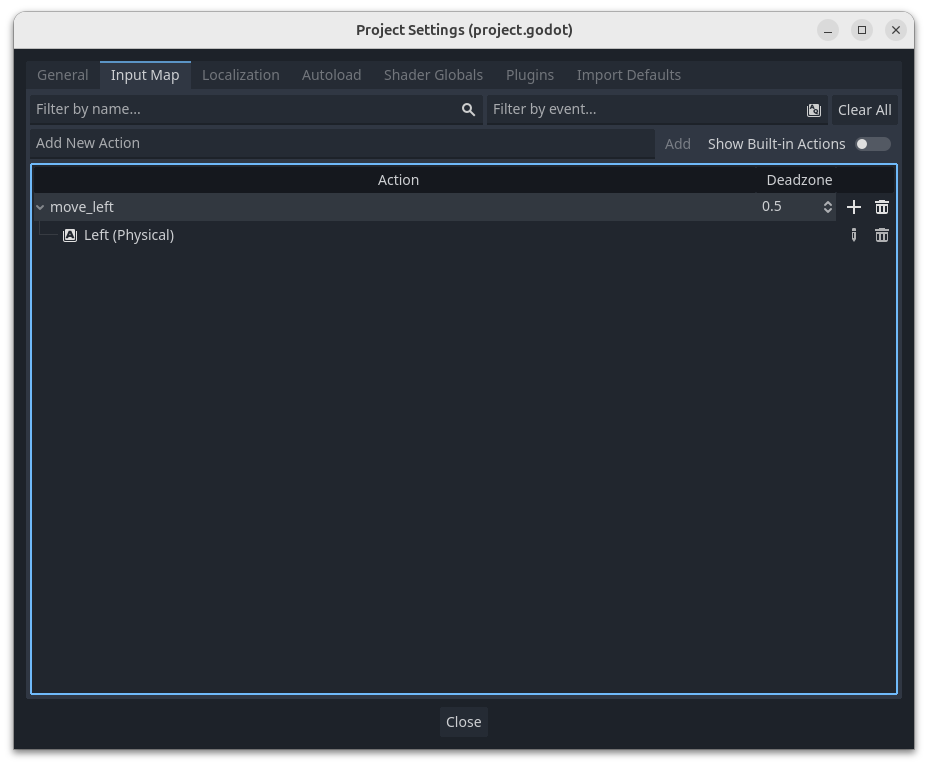 Project Settings (project.godot)
General Input Map Localization Autoload Shader Globals Plugins Import Defaults
Filter by name... Filter by event... Clear All
Add New Action Add Show Built-in Actions
Action Deadzone
move_left 0.5
Left (Physical)
Close